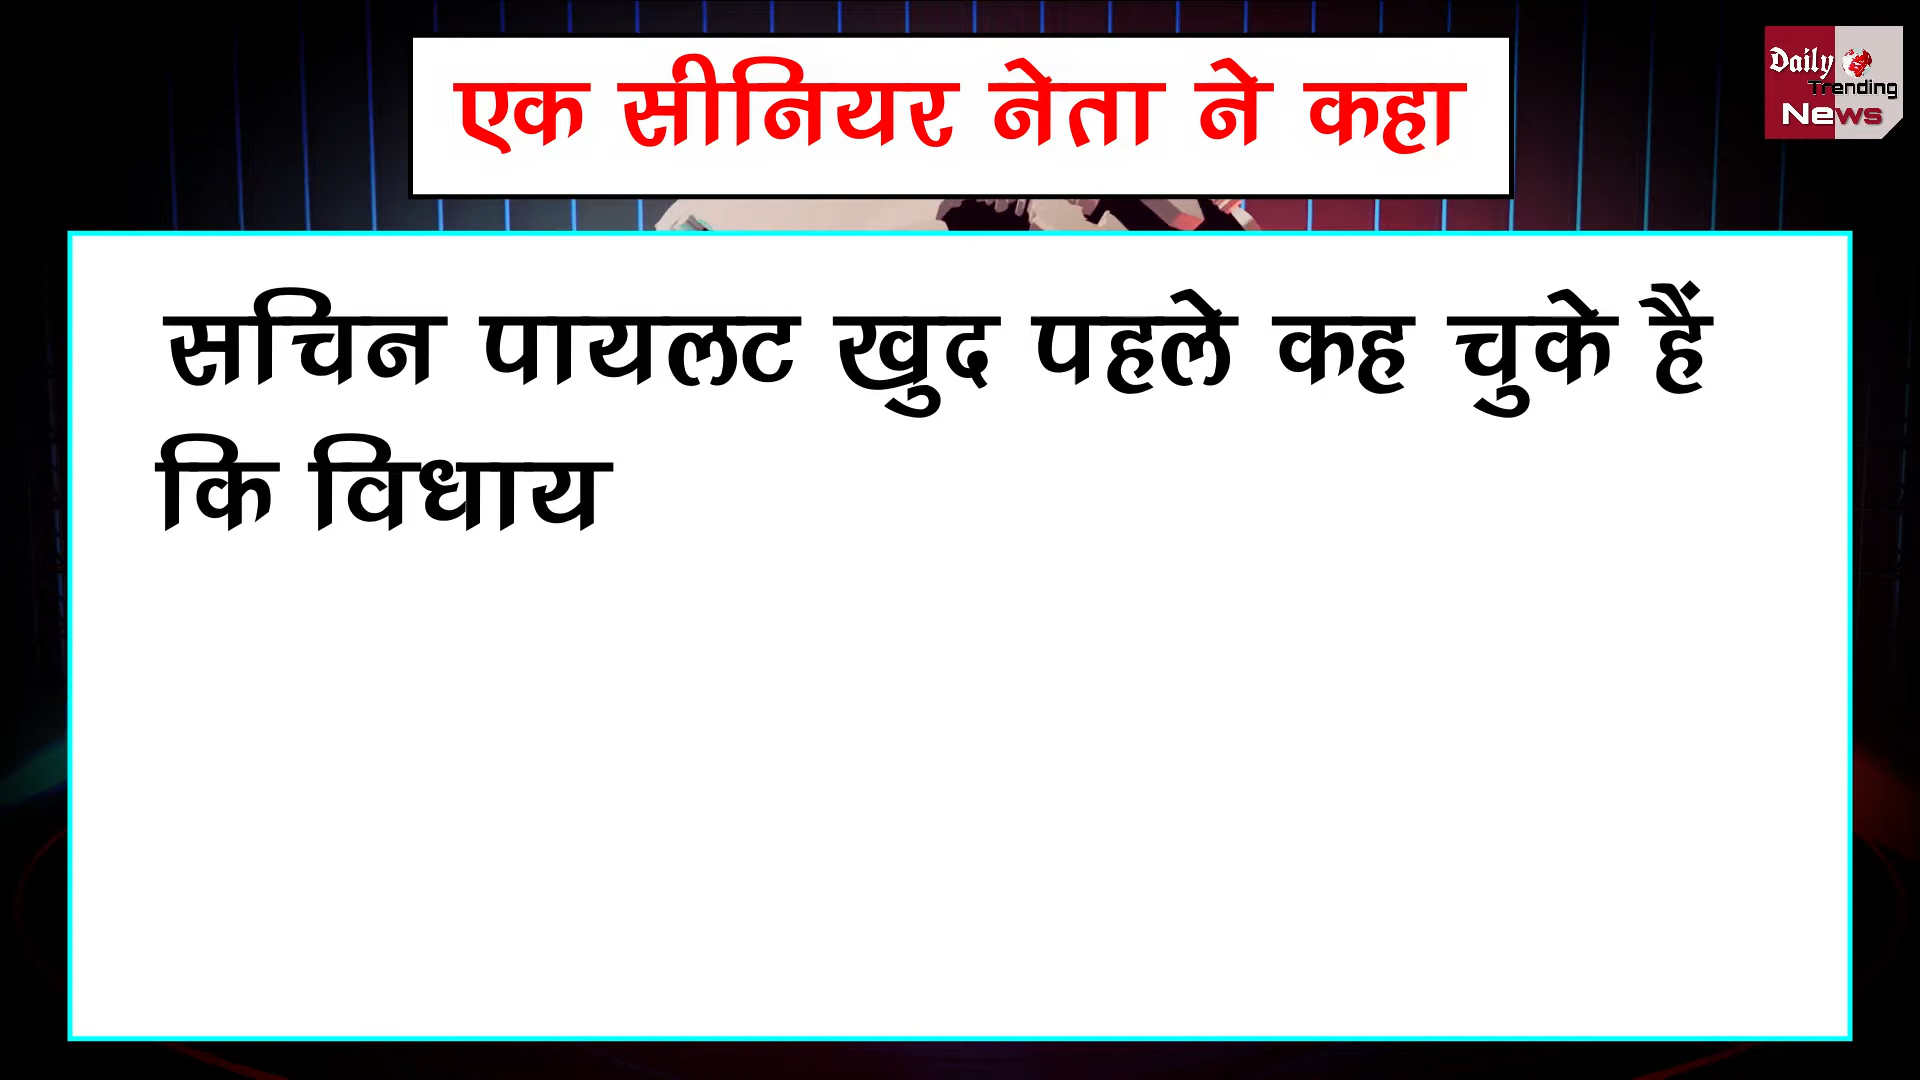 एक सीनियर नेता ने कहा
Daily
Trending
News
सचिन पायलट खुद पहले कह चुके हैं
कि विधाय